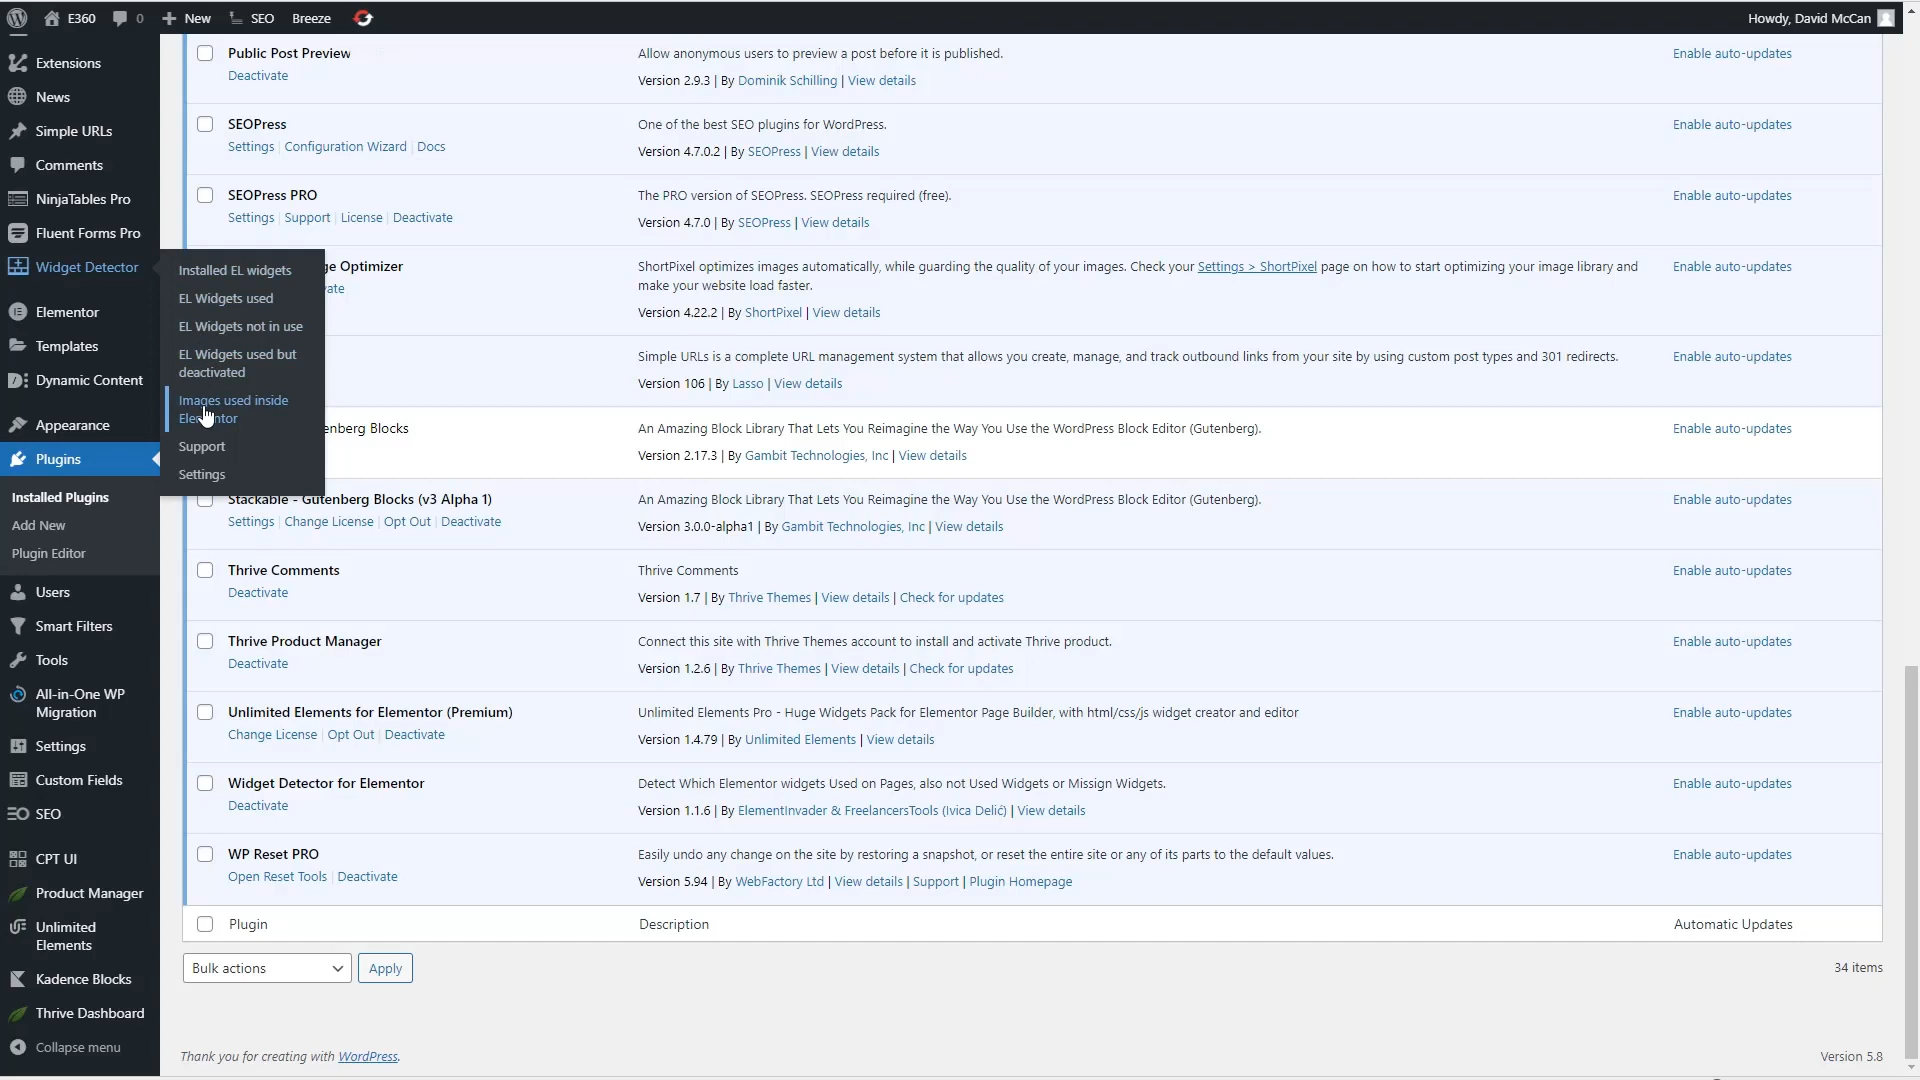 E360
0
New
SEO
Breeze
Howdy, David McCan
Extensions
News
Simple URLs
Comments
NinjaTables Pro
Fluent Forms Pro
Widget Detector
Elementor
Templates
Dynamic Content
Appearance
Plugins
Installed Plugins
Add New
Plugin Editor
Users
Smart Filters
Tools
All-in-One WP
Migration
Settings
Custom Fields
SEO
CPT UI
Product Manager
Unlimited
Elements
Kadence Blocks
Thrive Dashboard
Collapse menu
Installed EL widgets
EL Widgets used
EL Widgets not in use
EL Widgets used but
deactivated
Images used inside
Elementor
Support
Settings
Public Post Preview
Deactivate
Allow anonymous users to preview a post before it is published.
Version 2.9.3 | By Dominik Schilling | View details
Enable auto-updates
SEOPress
Settings | Configuration Wizard | Docs
One of the best SEO plugins for WordPress.
Version 4.7.0.2 | By SEOPress | View details
Enable auto-updates
SEOPress PRO
Settings | Support | License | Deactivate
The PRO version of SEOPress. SEOPress required (free).
Version 4.7.0 | By SEOPress | View details
Enable auto-updates
ge Optimizer
ate
ShortPixel optimizes images automatically, while guarding the quality of your images. Check your Settings > ShortPixel page on how to start optimizing your image library and
make your website load faster.
Version 4.22.2 | By ShortPixel | View details
Enable auto-updates
Simple URLs is a complete URL management system that allows you create, manage, and track outbound links from your site by using custom post types and 301 redirects.
Version 106 | By Lasso | View details
Enable auto-updates
enberg Blocks
An Amazing Block Library That Lets You Reimagine the Way You Use the WordPress Block Editor (Gutenberg).
Version 2.17.3 | By Gambit Technologies, Inc | View details
Enable auto-updates
Stackable - Gutenberg Blocks (v3 Alpha 1)
Settings | Change License | Opt Out | Deactivate
An Amazing Block Library That Lets You Reimagine the Way You Use the WordPress Block Editor (Gutenberg).
Version 3.0.0-alpha1 | By Gambit Technologies, Inc | View details
Enable auto-updates
Thrive Comments
Deactivate
Thrive Comments
Version 1.7 | By Thrive Themes | View details | Check for updates
Enable auto-updates
Thrive Product Manager
Deactivate
Connect this site with Thrive Themes account to install and activate Thrive product.
Version 1.2.6 | By Thrive Themes | View details | Check for updates
Enable auto-updates
Unlimited Elements for Elementor (Premium)
Change License | Opt Out | Deactivate
Unlimited Elements Pro - Huge Widgets Pack for Elementor Page Builder, with html/css/js widget creator and editor
Version 1.4.79 | By Unlimited Elements | View details
Enable auto-updates
Widget Detector for Elementor
Deactivate
Detect Which Elementor widgets Used on Pages, also not Used Widgets or Missign Widgets.
Version 1.1.6 | By ElementInvader & FreelancersTools (Ivica Delić) | View details
Enable auto-updates
WP Reset PRO
Open Reset Tools | Deactivate
Easily undo any change on the site by restoring a snapshot, or reset the entire site or any of its parts to the default values.
Version 5.94 | By WebFactory Ltd | View details | Support | Plugin Homepage
Enable auto-updates
Plugin
Description
Automatic Updates
Bulk actions
Apply
34 items
Thank you for creating with WordPress.
Version 5.8